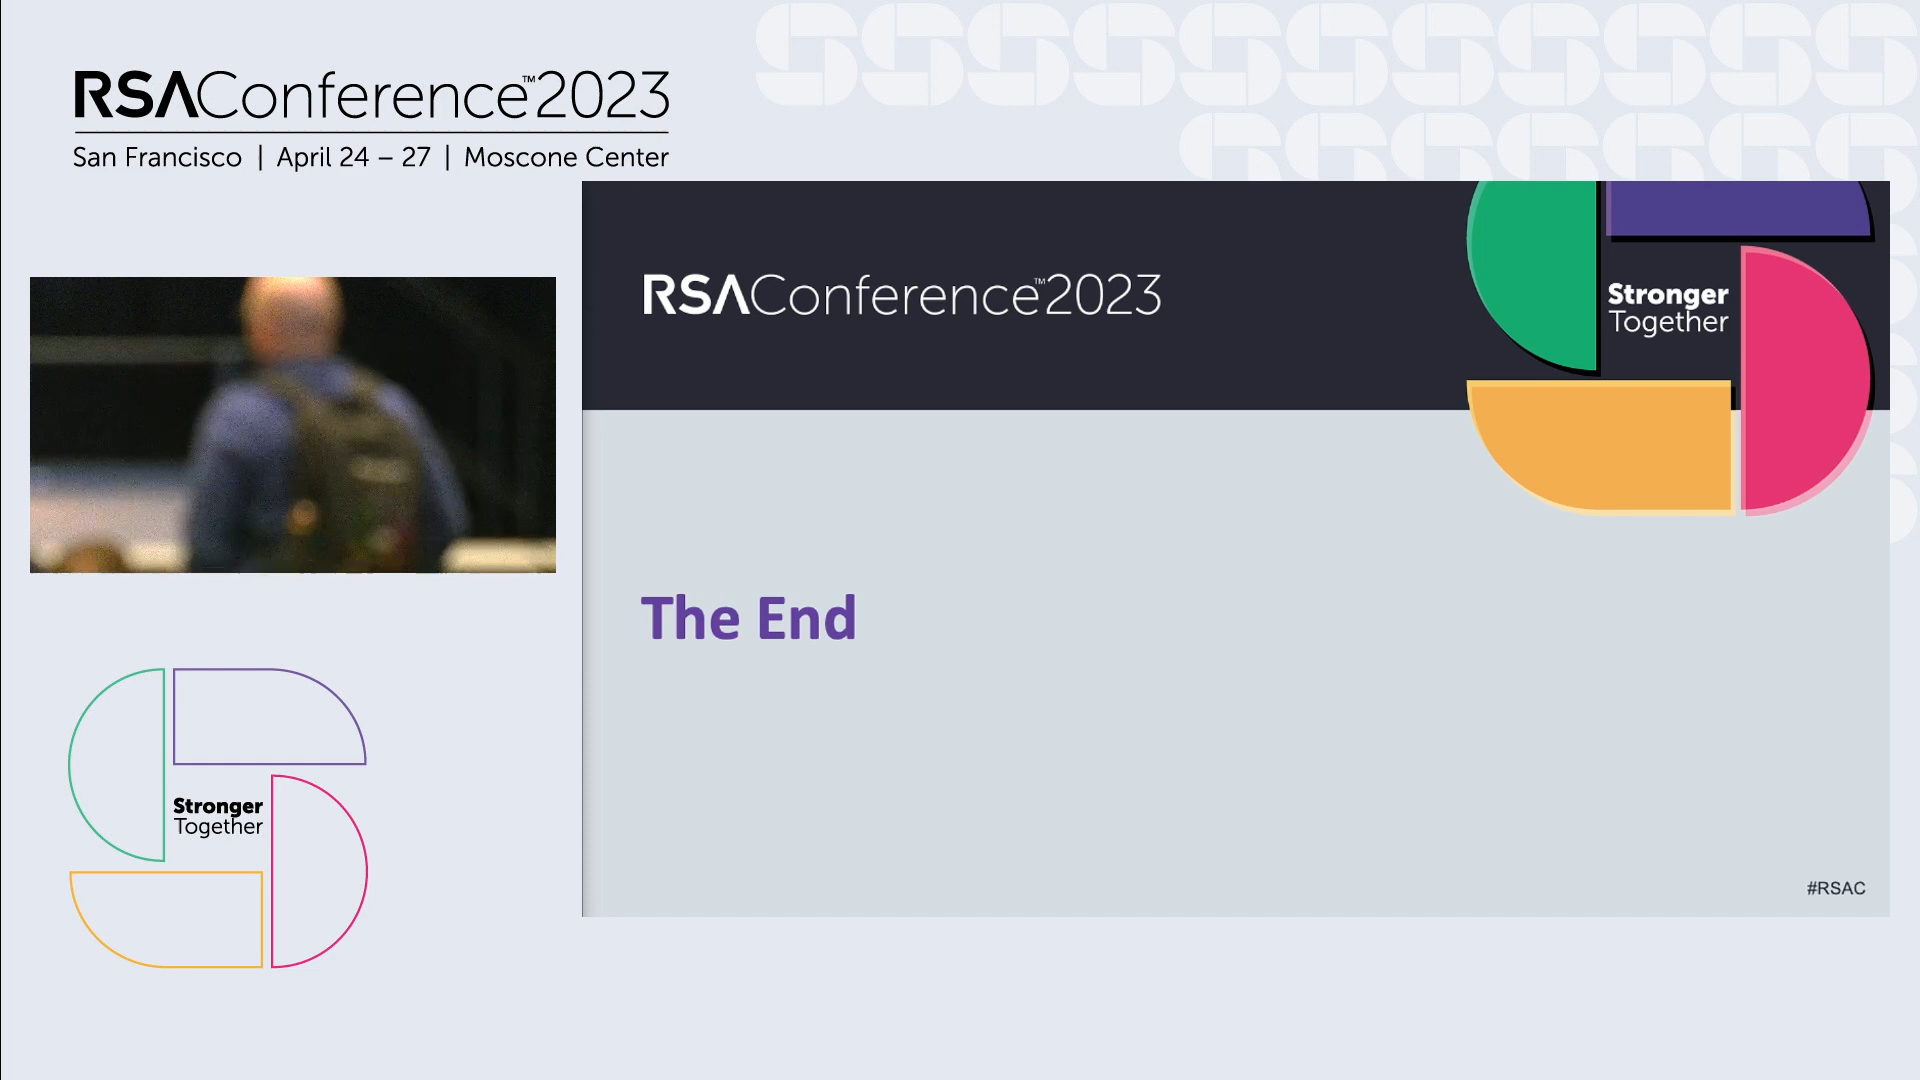 RSAConference™2023
San Francisco | April 24 – 27 | Moscone Center
RSAConference™2023
Stronger
Together
The End
Stronger
Together
#RSAC